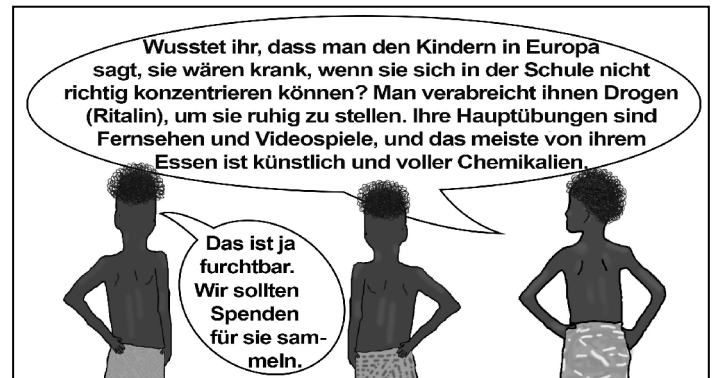 Wusstet ihr, dass man den Kindern in Europa
sagt, sie wären krank, wenn sie sich in der Schule nicht
richtig konzentrieren können? Man verabreicht ihnen Drogen
(Ritalin), um sie ruhig zu stellen. Ihre Hauptübungen sind
Fernsehen und Videospiele, und das meiste von ihrem
Essen ist künstlich und voller Chemikalien.
Das ist ja
furchtbar.
Wir sollten
Spenden
für sie sam-
meln.